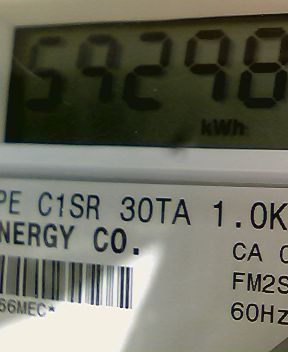 59298
kWh
PE C1SR 30TA 1.0K
NERGY CO.
CA
FM2S
60Hz
66MEC*